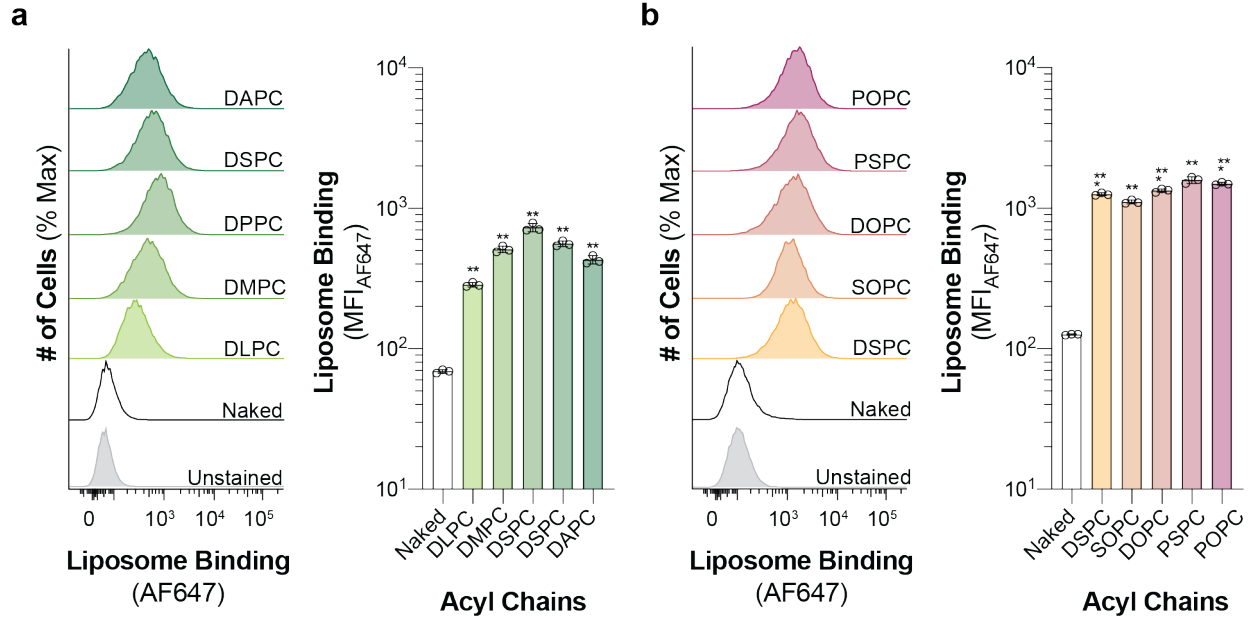 a
DAPC
DSPC
DPPC
DMPC
DLPC
Naked
Unstained
# of Cells (% Max)
0 10³ 10⁴ 10⁵
Liposome Binding
(AF647)
10⁴
10³
10²
10¹
Liposome Binding
(MFI_AF647)
** ** ** ** **
Naked DLPC DMPC DSPC DSPC DAPC
Acyl Chains
b
POPC
PSPC
DOPC
SOPC
DSPC
Naked
Unstained
# of Cells (% Max)
0 10³ 10⁴ 10⁵
Liposome Binding
(AF647)
10⁴
10³
10²
10¹
Liposome Binding
(MFI_AF647)
*** ** *** ** ***
Naked DSPC SOPC DOPC PSPC POPC
Acyl Chains